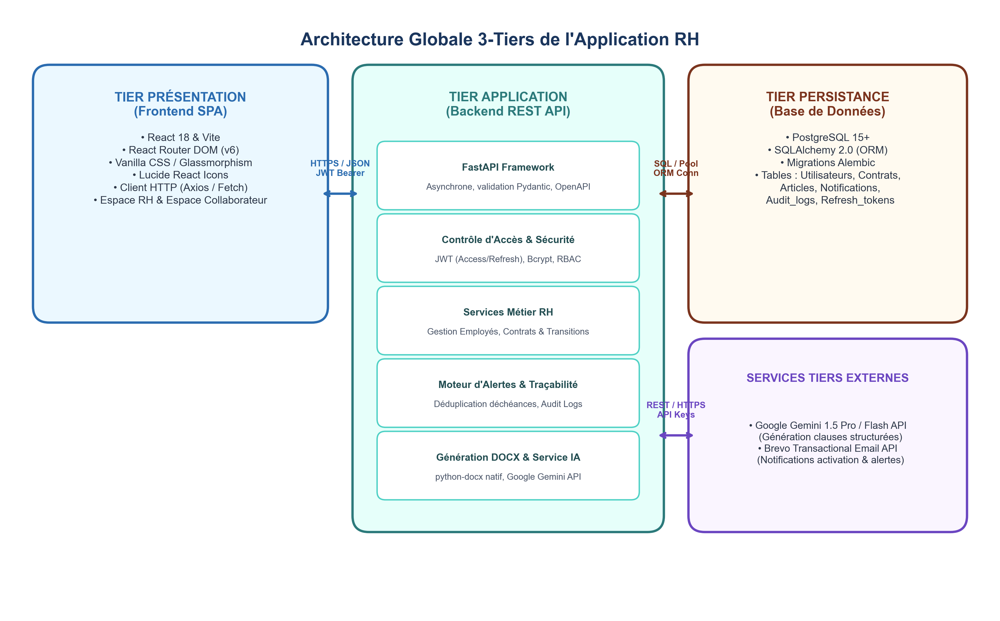 Architecture Globale 3-Tiers de l'Application RH
TIER PRÉSENTATION
(Frontend SPA)
• React 18 & Vite
• React Router DOM (v6)
• Vanilla CSS / Glassmorphism
• Lucide React Icons
• Client HTTP (Axios / Fetch)
• Espace RH & Espace Collaborateur
HTTPS / JSON
JWT Bearer
TIER APPLICATION
(Backend REST API)
FastAPI Framework
Asynchrone, validation Pydantic, OpenAPI
Contrôle d'Accès & Sécurité
JWT (Access/Refresh), Bcrypt, RBAC
Services Métier RH
Gestion Employés, Contrats & Transitions
Moteur d'Alertes & Traçabilité
Déduplication déchéances, Audit Logs
Génération DOCX & Service IA
python-docx natif, Google Gemini API
SQL / Pool
ORM Conn
TIER PERSISTANCE
(Base de Données)
• PostgreSQL 15+
• SQLAlchemy 2.0 (ORM)
• Migrations Alembic
• Tables : Utilisateurs, Contrats,
Articles, Notifications,
Audit_logs, Refresh_tokens
REST / HTTPS
API Keys
SERVICES TIERS EXTERNES
• Google Gemini 1.5 Pro / Flash API
(Génération clauses structurées)
• Brevo Transactional Email API
(Notifications activation & alertes)